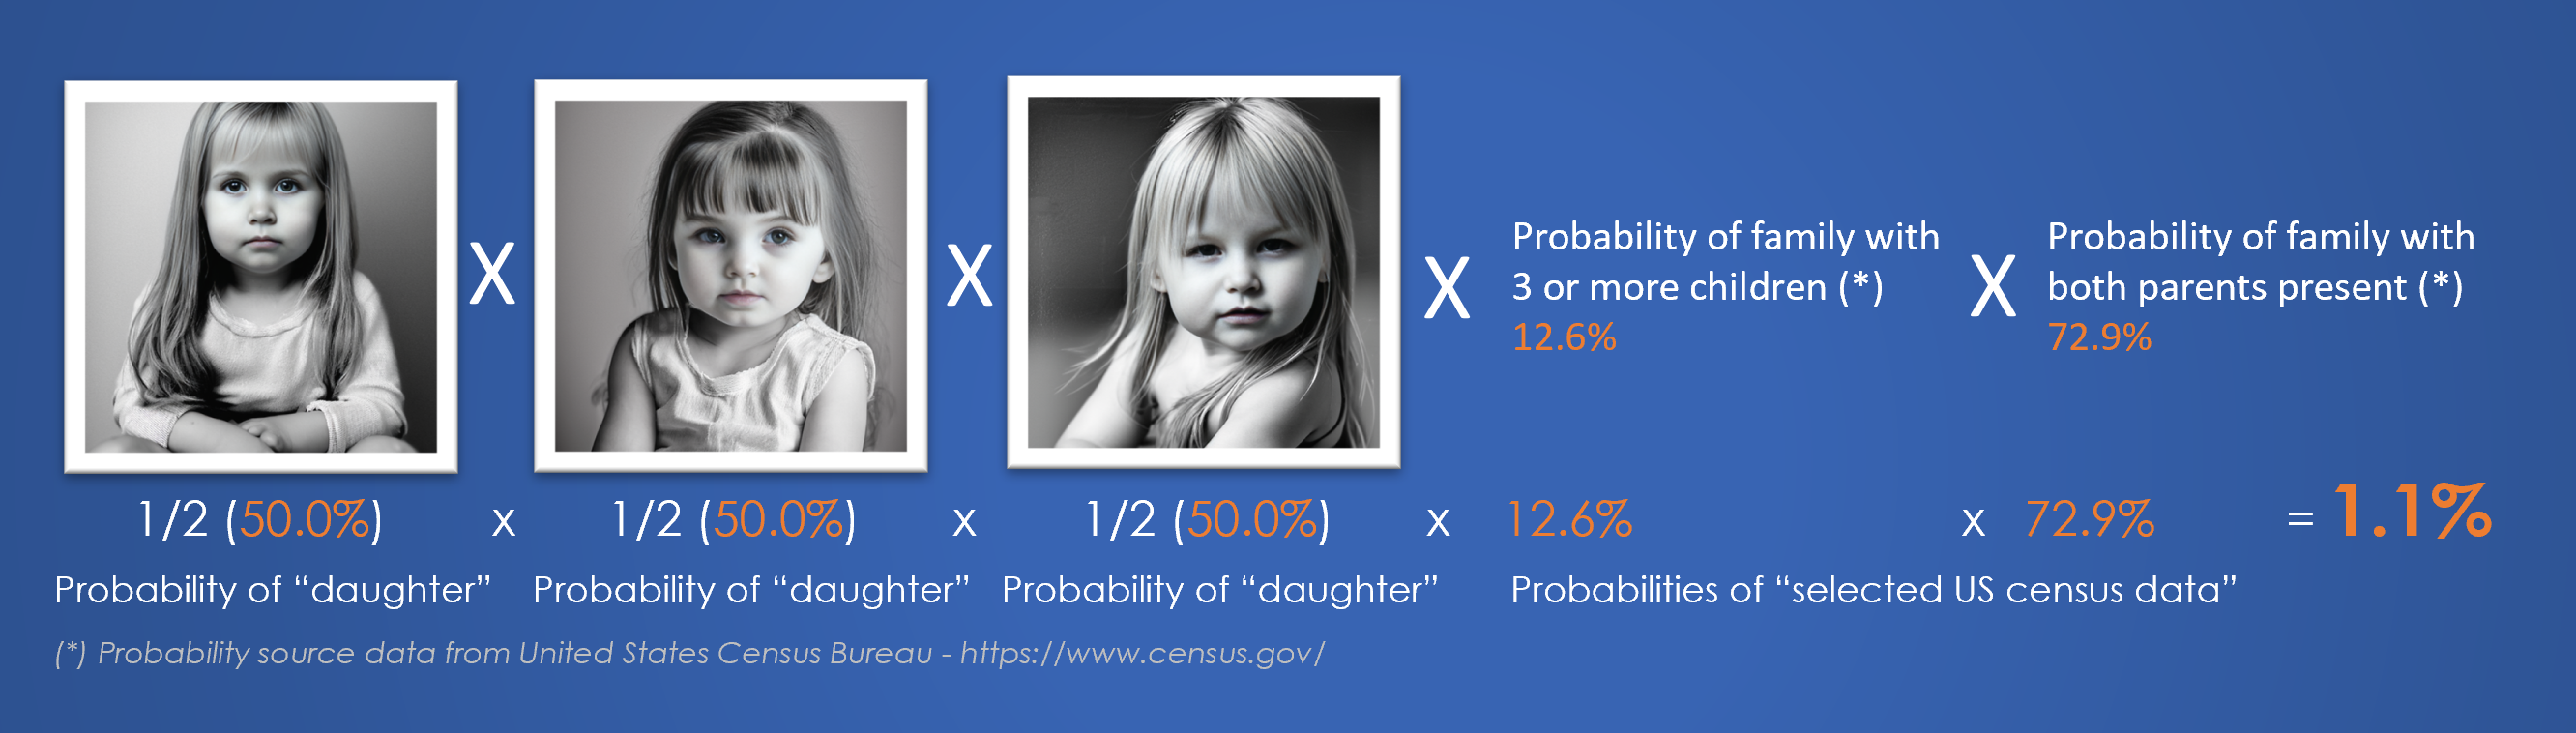 X
X
X
Probability of family with
3 or more children (*)
12.6%
X
Probability of family with
both parents present (*)
72.9%
1/2 (50.0%) x 1/2 (50.0%) x 1/2 (50.0%) x 12.6% x 72.9% = 1.1%
Probability of “daughter” Probability of “daughter” Probability of “daughter” Probabilities of “selected US census data”
(*) Probability source data from United States Census Bureau - https://www.census.gov/